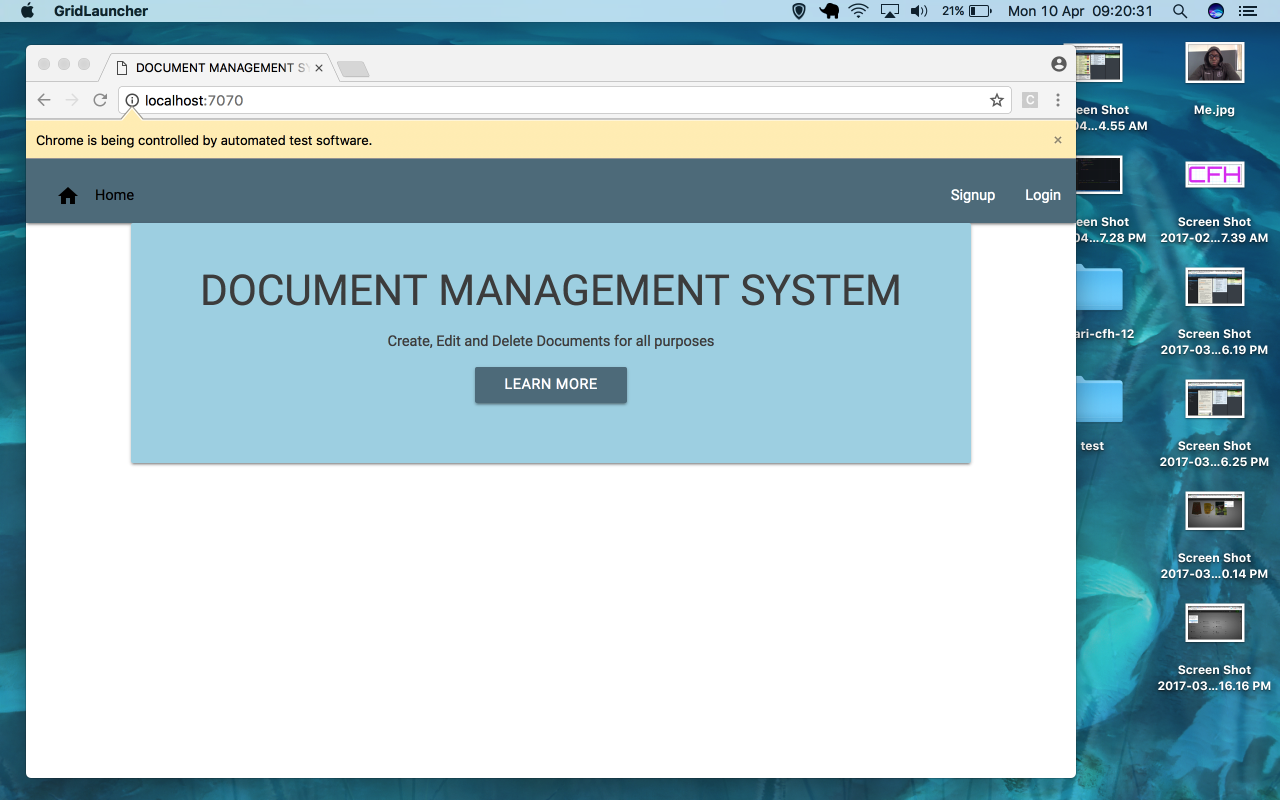 GridLauncher 21% Mon 10 Apr 09:20:31
DOCUMENT MANAGEMENT S
localhost:7070
C
Chrome is being controlled by automated test software.
Home Signup Login
DOCUMENT MANAGEMENT SYSTEM
Create, Edit and Delete Documents for all purposes
LEARN MORE
een Shot
04...4.55 AM
Me.jpg
een Shot
04...7.28 PM
CFH
Screen Shot
2017-02...7.39 AM
ari-cfh-12
Screen Shot
2017-03...6.19 PM
test
Screen Shot
2017-03...6.25 PM
Screen Shot
2017-03...0.14 PM
Screen Shot
2017-03...16.16 PM